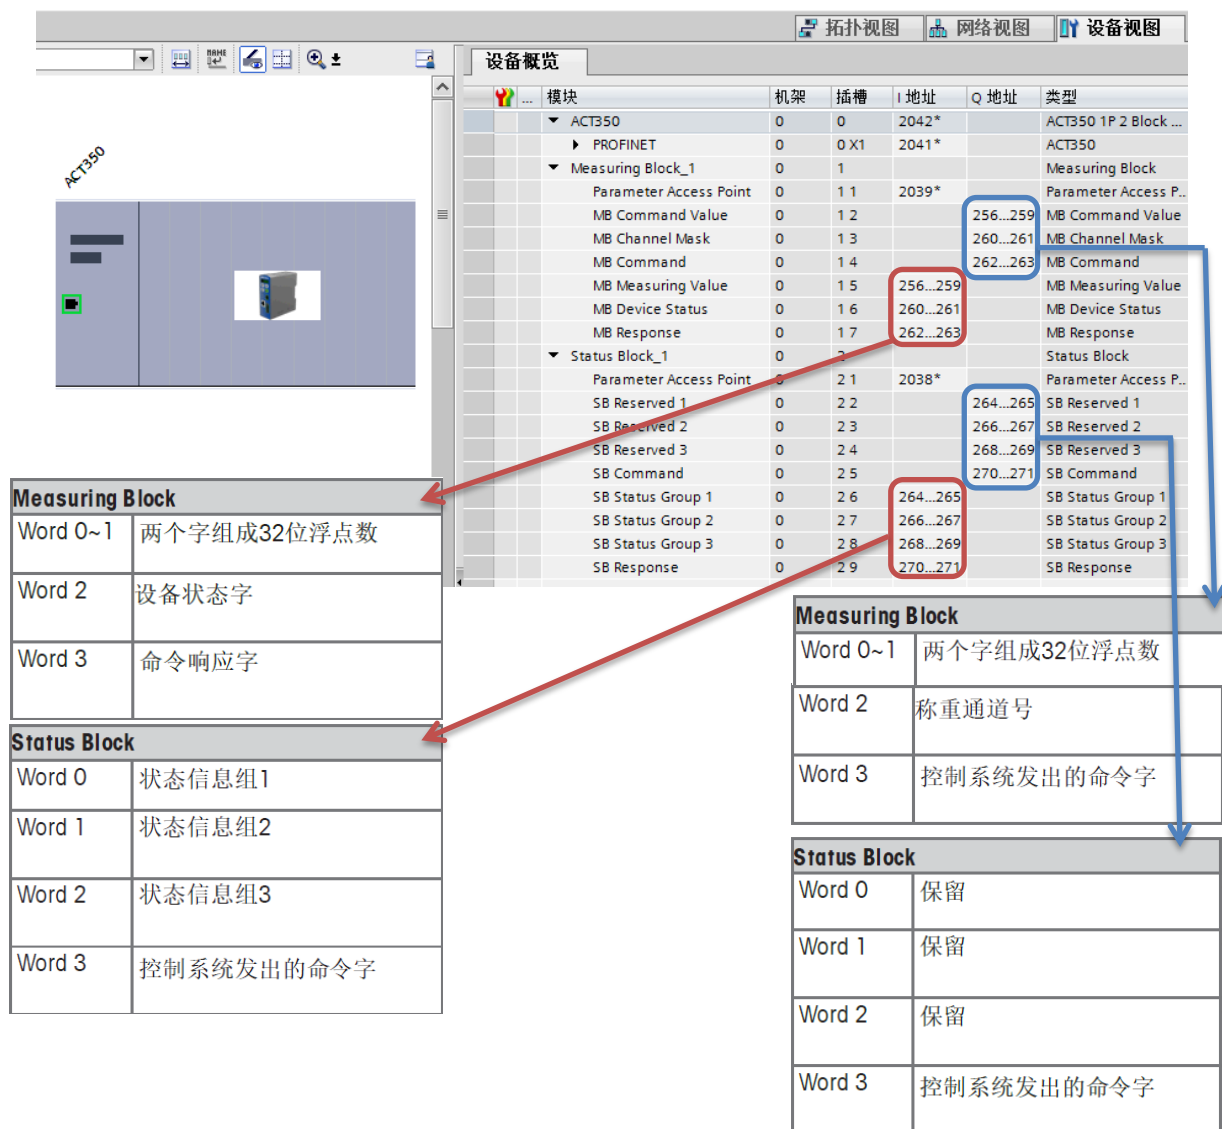 拓扑视图 网络视图 设备视图
NAME
设备概览
... 模块 机架 插槽 I 地址 Q 地址 类型
ACT350 0 0 2042* ACT350 1P 2 Block ...
PROFINET 0 0 X1 2041* ACT350
Measuring Block_1 0 1 Measuring Block
Parameter Access Point 0 1 1 2039* Parameter Access P...
MB Command Value 0 1 2 256...259 MB Command Value
MB Channel Mask 0 1 3 260...261 MB Channel Mask
MB Command 0 1 4 262...263 MB Command
MB Measuring Value 0 1 5 256...259 MB Measuring Value
MB Device Status 0 1 6 260...261 MB Device Status
MB Response 0 1 7 262...263 MB Response
Status Block_1 0 2 Status Block
Parameter Access Point 0 2 1 2038* Parameter Access P...
SB Reserved 1 0 2 2 264...265 SB Reserved 1
SB Reserved 2 0 2 3 266...267 SB Reserved 2
SB Reserved 3 0 2 4 268...269 SB Reserved 3
SB Command 0 2 5 270...271 SB Command
SB Status Group 1 0 2 6 264...265 SB Status Group 1
SB Status Group 2 0 2 7 266...267 SB Status Group 2
SB Status Group 3 0 2 8 268...269 SB Status Group 3
SB Response 0 2 9 270...271 SB Response
ACT350
Measuring Block
Word 0~1 两个字组成32位浮点数
Word 2 设备状态字
Word 3 命令响应字
Status Block
Word 0 状态信息组1
Word 1 状态信息组2
Word 2 状态信息组3
Word 3 控制系统发出的命令字
Measuring Block
Word 0~1 两个字组成32位浮点数
Word 2 称重通道号
Word 3 控制系统发出的命令字
Status Block
Word 0 保留
Word 1 保留
Word 2 保留
Word 3 控制系统发出的命令字